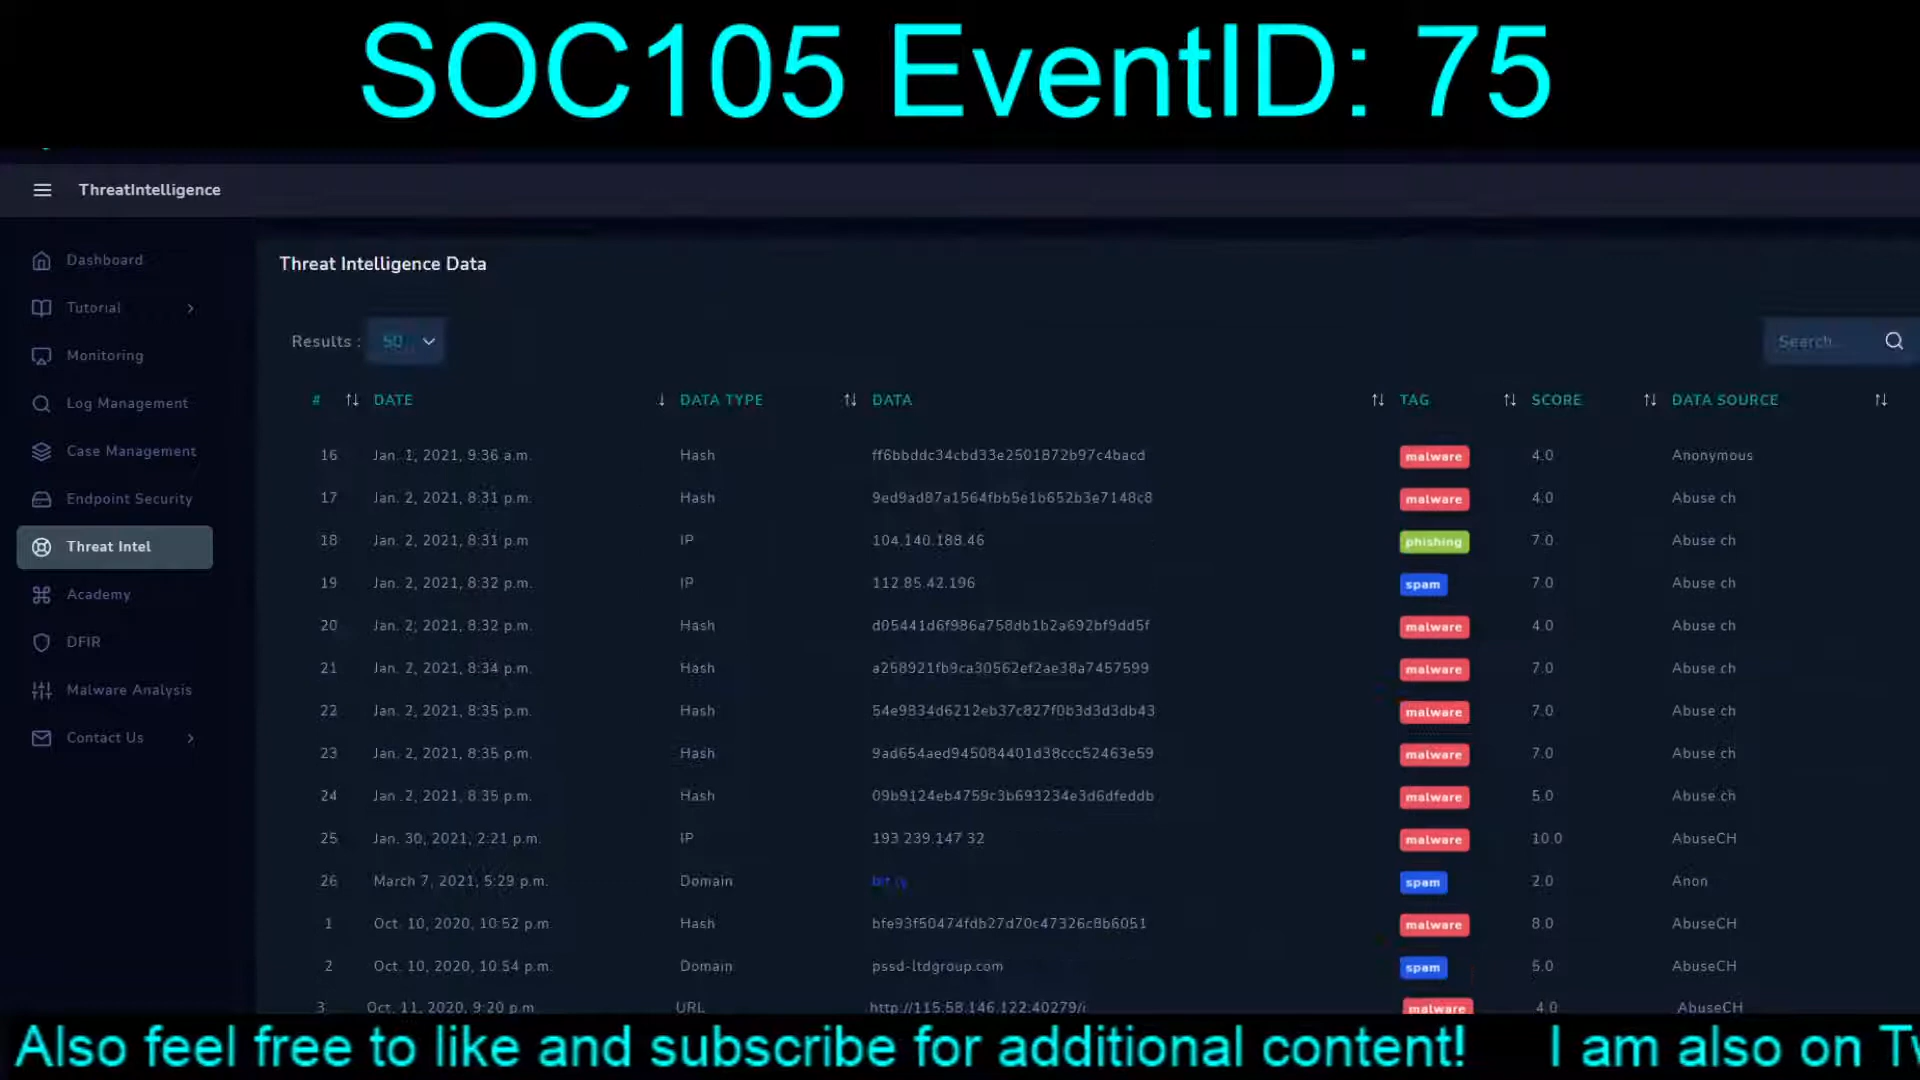 SOC105 EventID: 75
ThreatIntelligence
Dashboard
Tutorial
Monitoring
Log Management
Case Management
Endpoint Security
Threat Intel
Academy
DFIR
Malware Analysis
Contact Us
Threat Intelligence Data
Results : 50
Search
# DATE DATA TYPE DATA TAG SCORE DATA SOURCE
16 Jan. 1, 2021, 9:36 a.m. Hash ff6bbddc34cbd33e2501872b97c4bacd malware 4.0 Anonymous
17 Jan. 2, 2021, 8:31 p.m. Hash 9ed9ad87a1564fbb5e1b652b3e7148c8 malware 4.0 Abuse ch
18 Jan. 2, 2021, 8:31 p.m IP 104.140.188.46 phishing 7.0 Abuse ch
19 Jan. 2, 2021, 8:32 p.m. IP 112.85.42.196 spam 7.0 Abuse ch
20 Jan. 2, 2021, 8:32 p.m. Hash d05441d6f986a758db1b2a692bf9dd5f malware 4.0 Abuse ch
21 Jan. 2, 2021, 8:34 p.m. Hash a258921fb9ca30562ef2ae38a7457599 malware 7.0 Abuse ch
22 Jan. 2, 2021, 8:35 p.m. Hash 54e9834d6212eb37c827f0b3d3d3db43 malware 7.0 Abuse ch
23 Jan. 2, 2021, 8:35 p.m. Hash 9ad654aed945084401d38ccc52463e59 malware 7.0 Abuse ch
24 Jan. 2, 2021, 8:35 p.m. Hash 09b9124eb4759c3b693234e3d6dfeddb malware 5.0 Abuse ch
25 Jan. 30, 2021, 2:21 p.m. IP 193 239.147 32 malware 10.0 AbuseCH
26 March 7, 2021, 5:29 p.m. Domain spam 2.0 Anon
1 Oct. 10, 2020, 10:52 p.m Hash bfe93f50474fdb27d70c47326c8b6051 malware 8.0 AbuseCH
2 Oct. 10, 2020, 10:54 p.m. Domain pssd-ltdgroup.com spam 5.0 AbuseCH
3 Oct. 11, 2020, 9:20 p.m URL http://115.58.146.122:40279/i malware 4.0 AbuseCH
Also feel free to like and subscribe for additional content! I am also on Tw